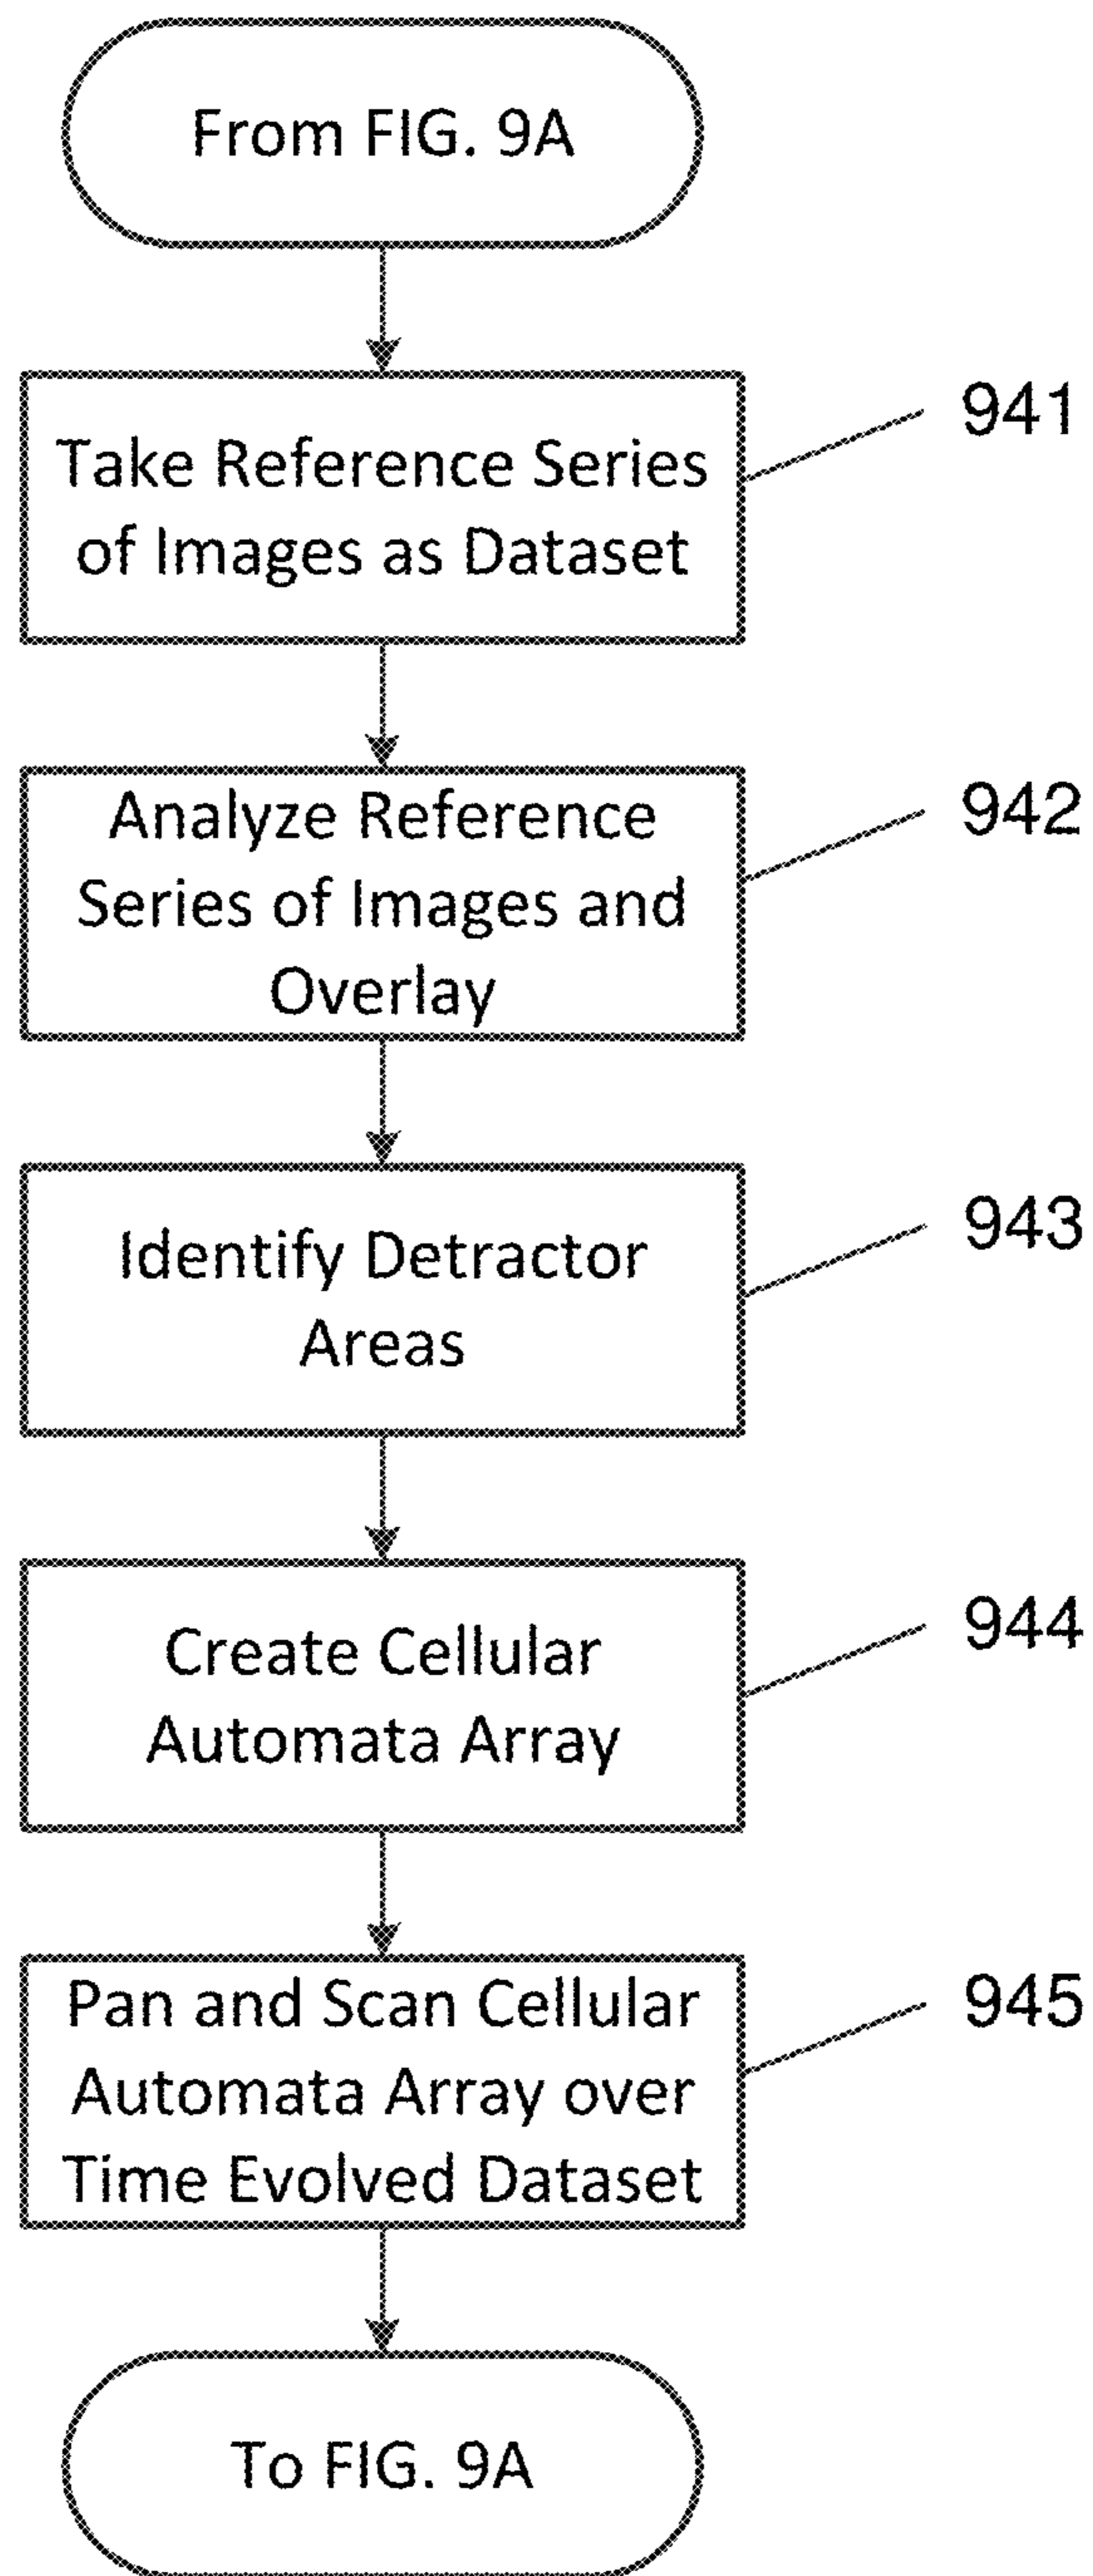 From FIG. 9A
Take Reference Series
of Images as Dataset
941
Analyze Reference
Series of Images and
Overlay
942
Identify Detractor
Areas
943
Create Cellular
Automata Array
944
Pan and Scan Cellular
Automata Array over
Time Evolved Dataset
945
To FIG. 9A